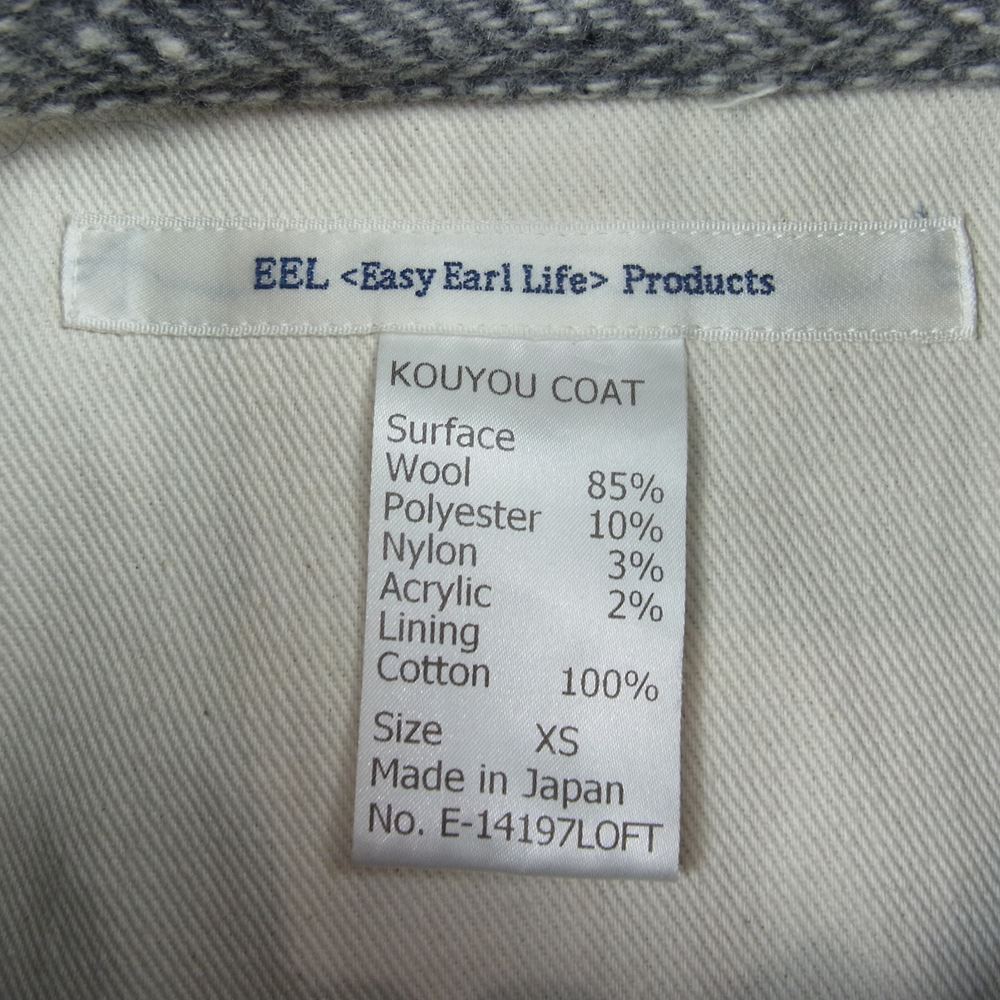 EEL <Easy Earl Life> Products
KOUYOU COAT
Surface
Wool 85%
Polyester 10%
Nylon 3%
Acrylic 2%
Lining
Cotton 100%
Size XS
Made in Japan
No. E-14197LOFT